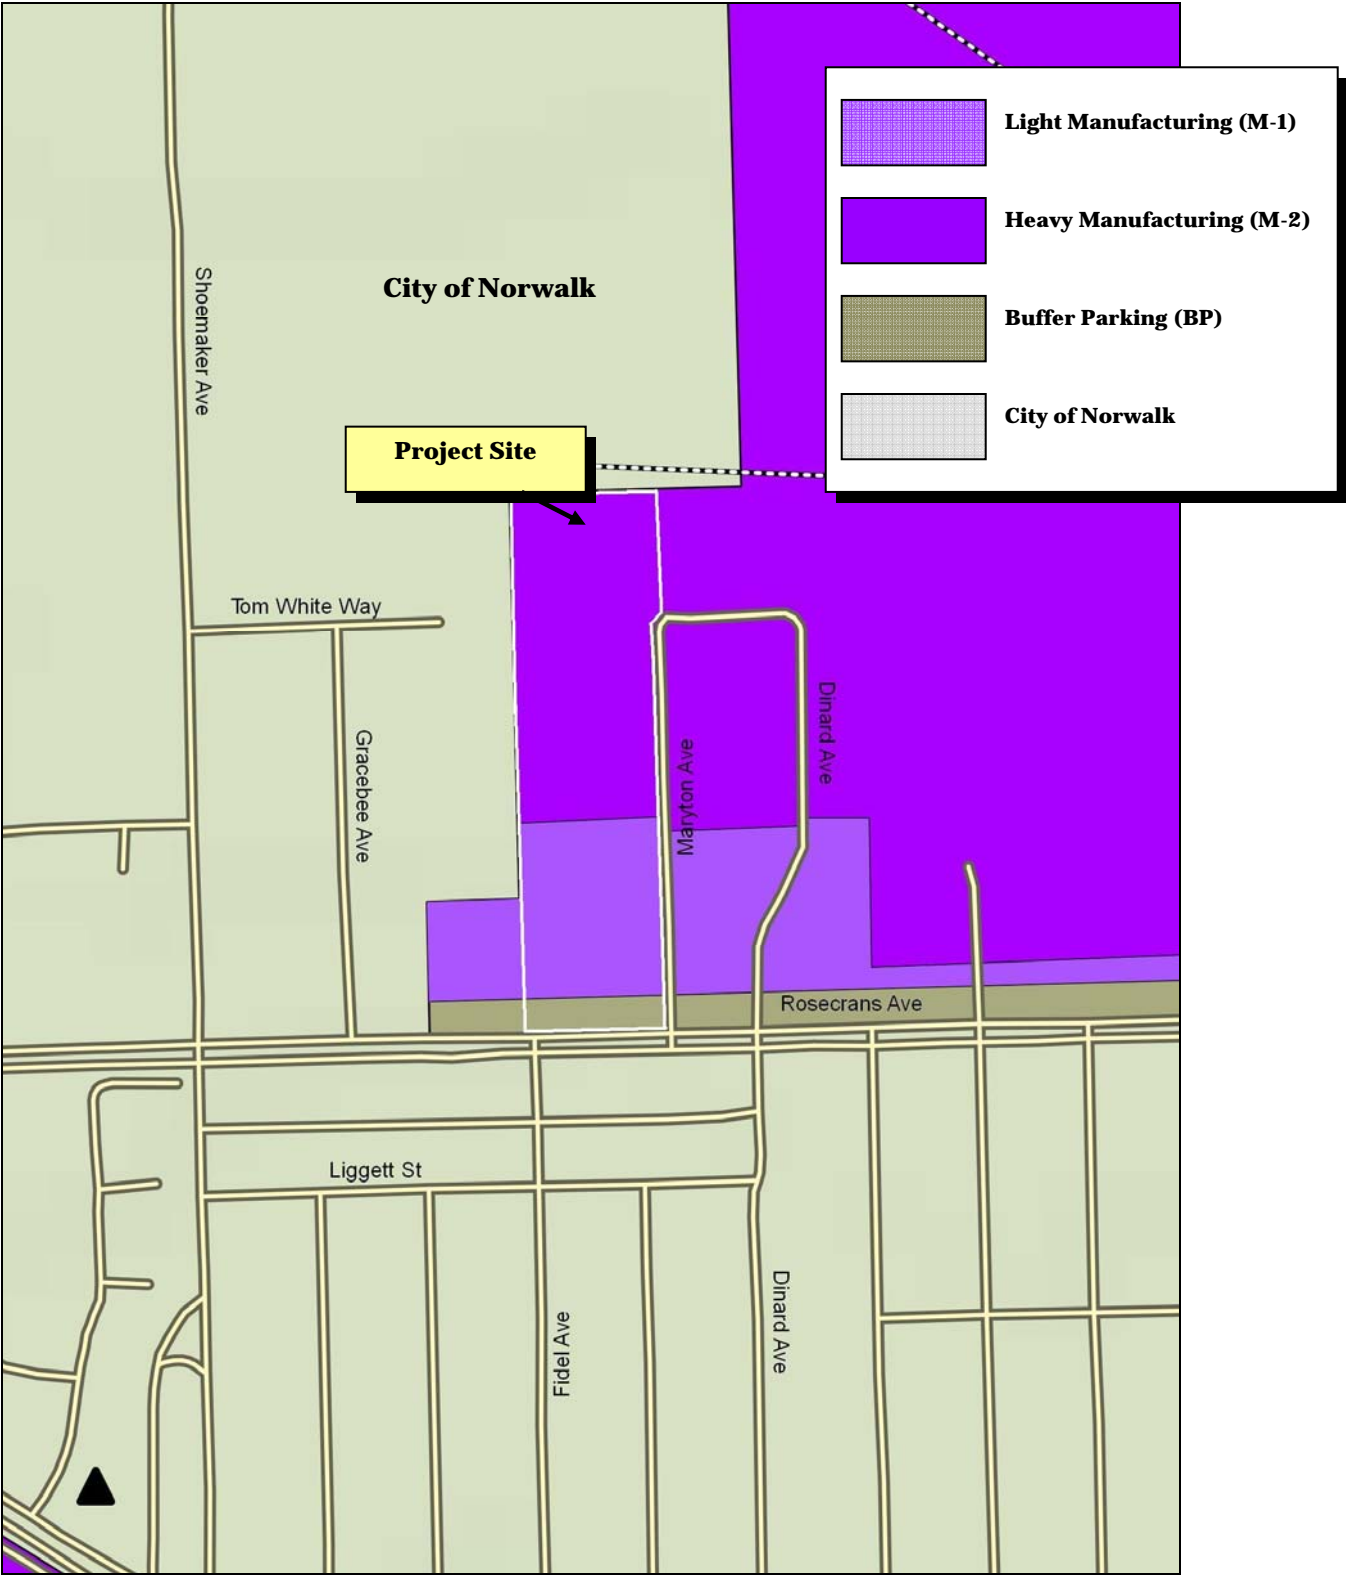 Light Manufacturing (M-1)
Heavy Manufacturing (M-2)
Buffer Parking (BP)
City of Norwalk
City of Norwalk
Shoemaker Ave
Project Site
Tom White Way
Gracebee Ave
Maryton Ave
Dinard Ave
Rosecrans Ave
Liggett St
Fidel Ave
Dinard Ave